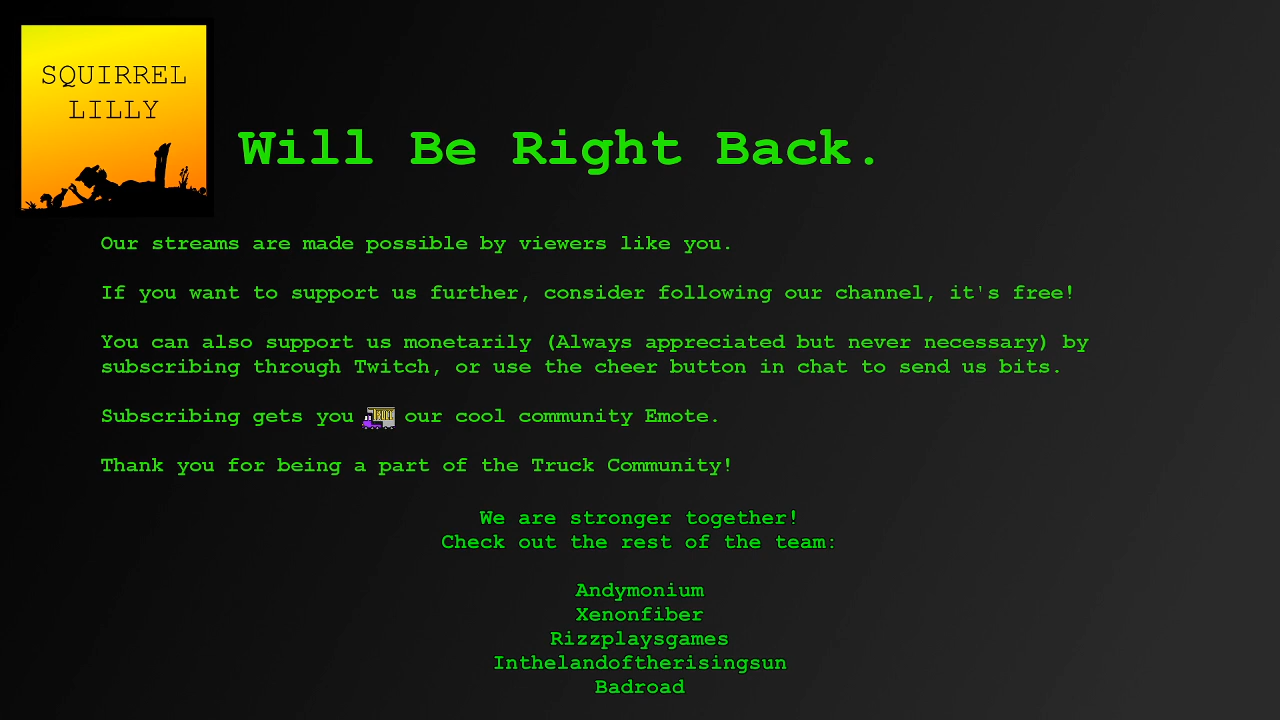 SQUIRREL
LILLY
Will Be Right Back.
Our streams are made possible by viewers like you.
If you want to support us further, consider following our channel, it's free!
You can also support us monetarily (Always appreciated but never necessary) by
subscribing through Twitch, or use the cheer button in chat to send us bits.
Subscribing gets you our cool community Emote.
Thank you for being a part of the Truck Community!
We are stronger together!
Check out the rest of the team:
Andymonium
Xenonfiber
Rizzplaysgames
Inthelandoftherisingsun
Badroad